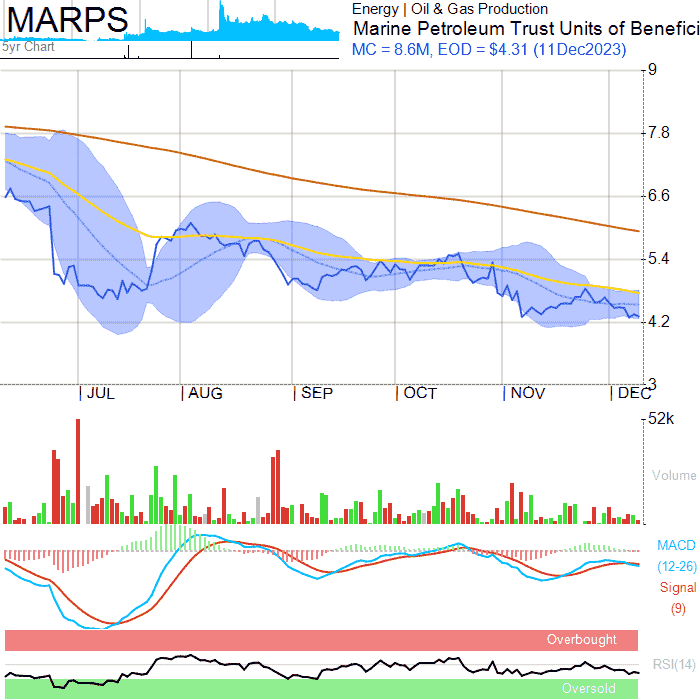 MARPS
5yr Chart
Energy | Oil & Gas Production
Marine Petroleum Trust Units of Benefici
MC = 8.6M, EOD = $4.31 (11Dec2023)
9
7.8
6.6
5.4
4.2
3
JUL
AUG
SEP
OCT
NOV
DEC
52k
Volume
MACD
(12-26)
Signal
(9)
Overbought
RSI(14)
Oversold